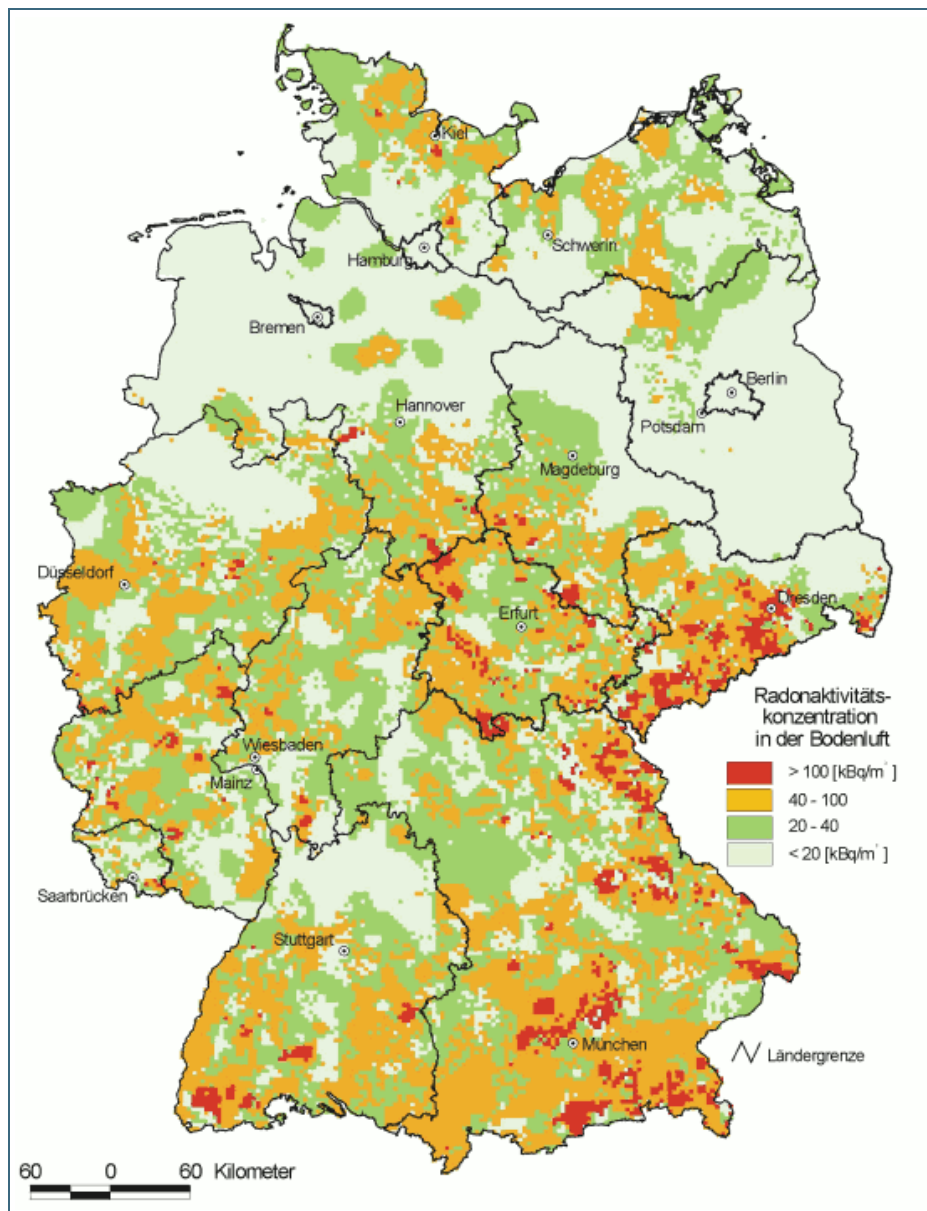 Kiel
Schwerin
Hamburg
Bremen
Berlin
Hannover
Potsdam
Magdeburg
Düsseldorf
Dresden
Erfurt
Radonaktivitäts-
konzentration
in der Bodenluft
Wiesbaden
Mainz
> 100 [kBq/m³]
40 - 100
20 - 40
< 20 [kBq/m³]
Saarbrücken
Stuttgart
München
Ländergrenze
60 0 60 Kilometer